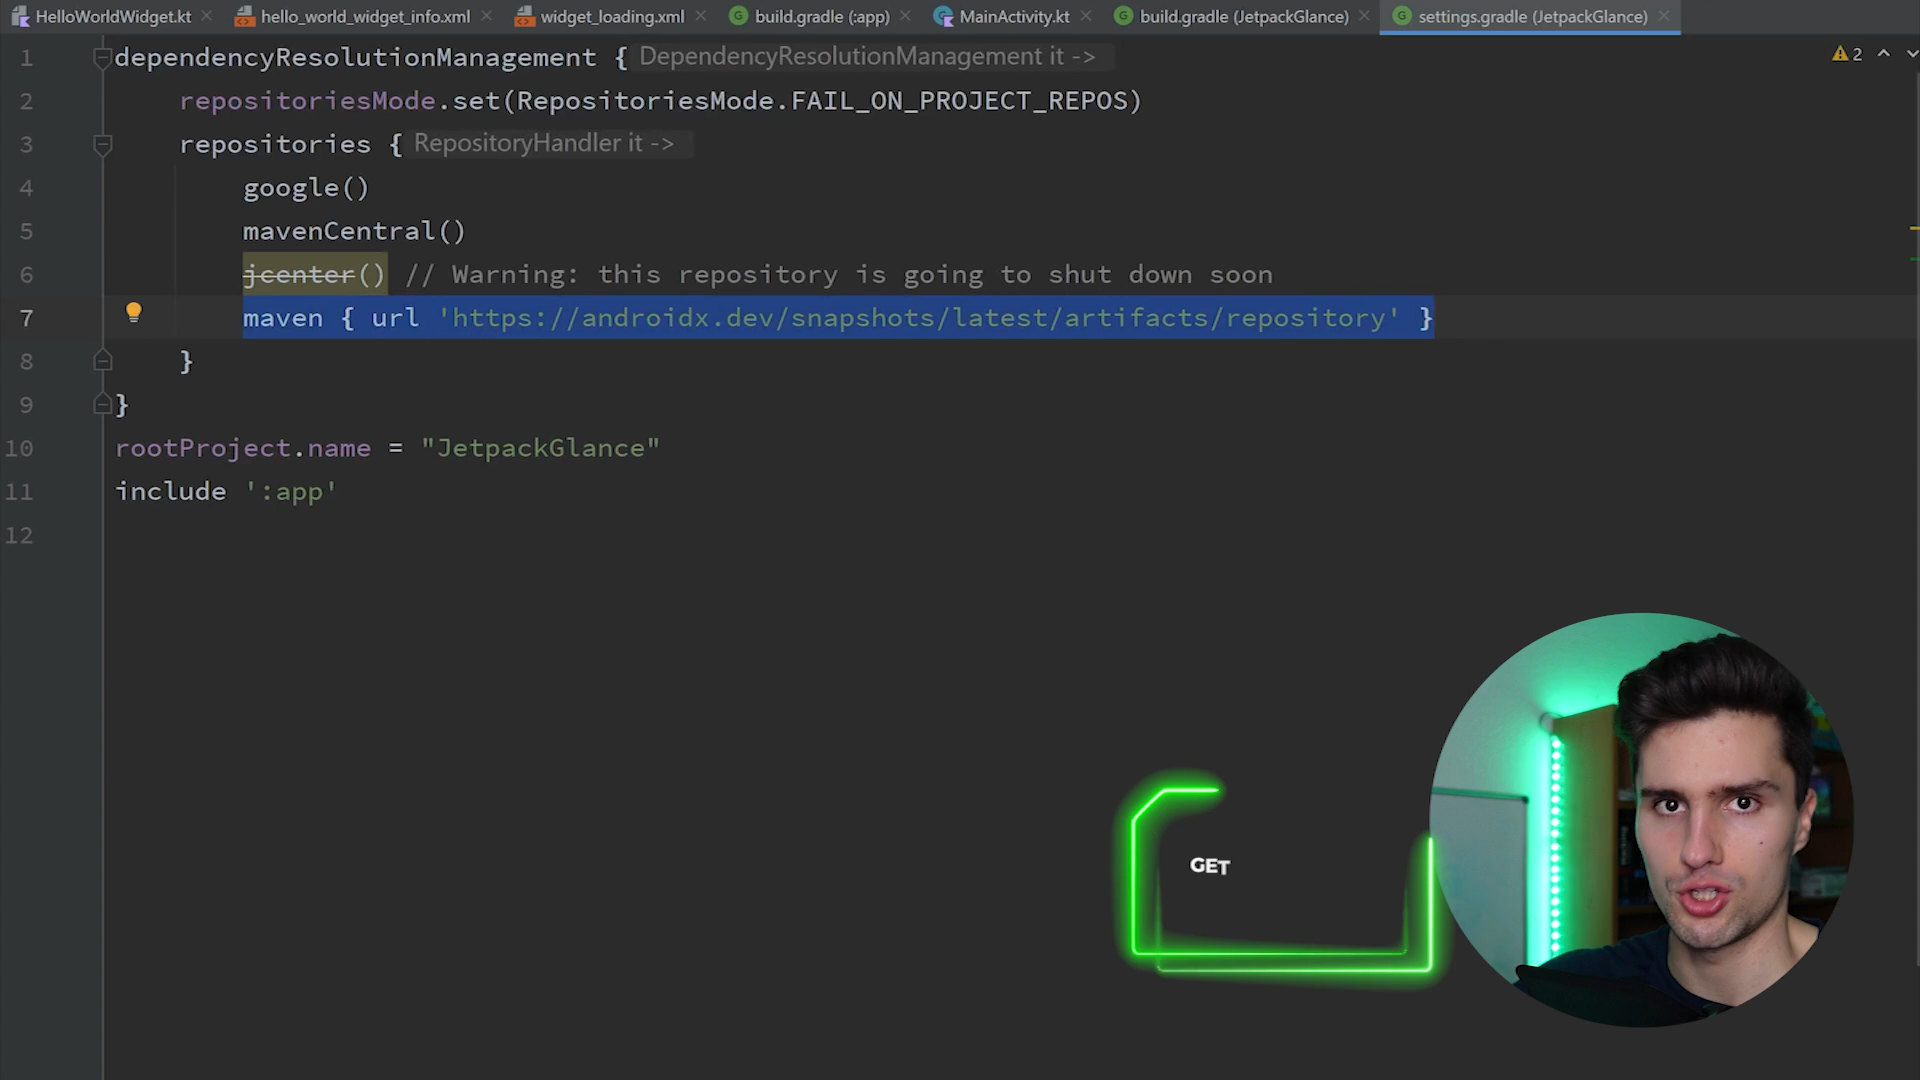 HelloWorldWidget.kt hello_world_widget_info.xml widget_loading.xml build.gradle (:app) MainActivity.kt build.gradle (JetpackGlance) settings.gradle (JetpackGlance)
1 dependencyResolutionManagement { DependencyResolutionManagement it -> 2
2 repositoriesMode.set(RepositoriesMode.FAIL_ON_PROJECT_REPOS)
3 repositories { RepositoryHandler it ->
4 google()
5 mavenCentral()
6 jcenter() // Warning: this repository is going to shut down soon
7 maven { url 'https://androidx.dev/snapshots/latest/artifacts/repository' }
8 }
9 }
10 rootProject.name = "JetpackGlance"
11 include ':app'
12
GET